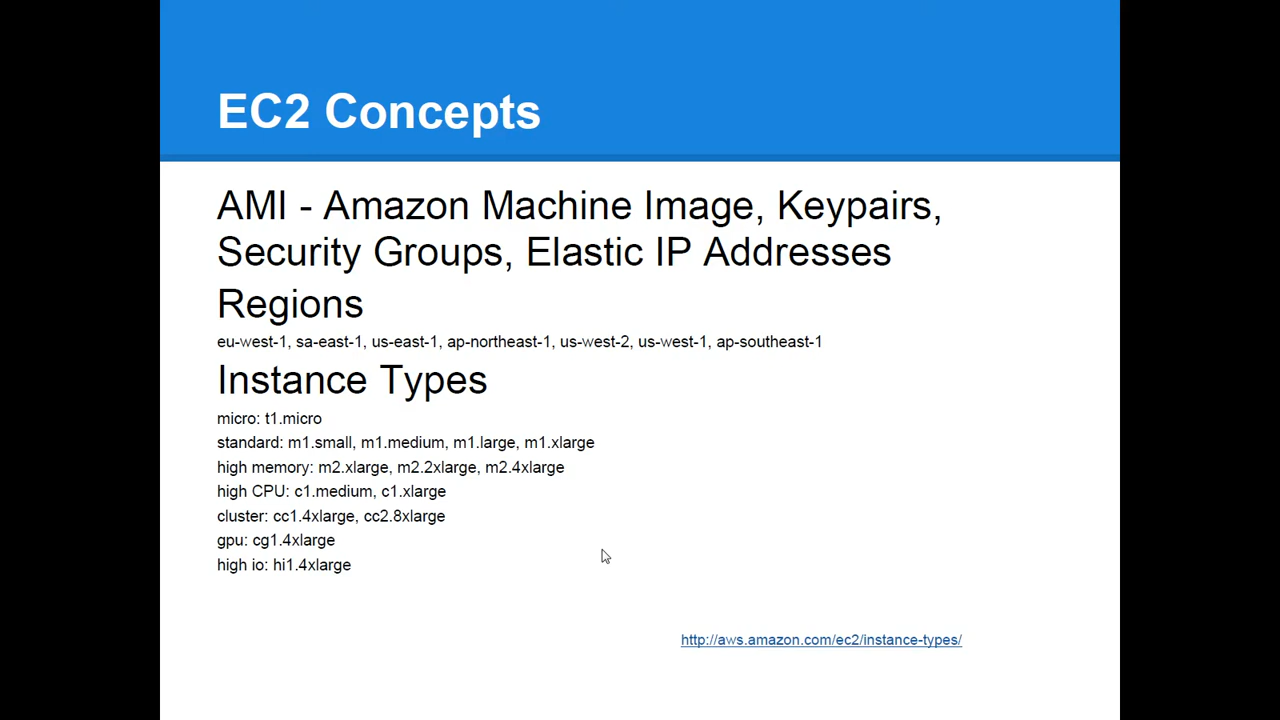 EC2 Concepts
AMI - Amazon Machine Image, Keypairs,
Security Groups, Elastic IP Addresses
Regions
eu-west-1, sa-east-1, us-east-1, ap-northeast-1, us-west-2, us-west-1, ap-southeast-1
Instance Types
micro: t1.micro
standard: m1.small, m1.medium, m1.large, m1.xlarge
high memory: m2.xlarge, m2.2xlarge, m2.4xlarge
high CPU: c1.medium, c1.xlarge
cluster: cc1.4xlarge, cc2.8xlarge
gpu: cg1.4xlarge
high io: hi1.4xlarge
http://aws.amazon.com/ec2/instance-types/